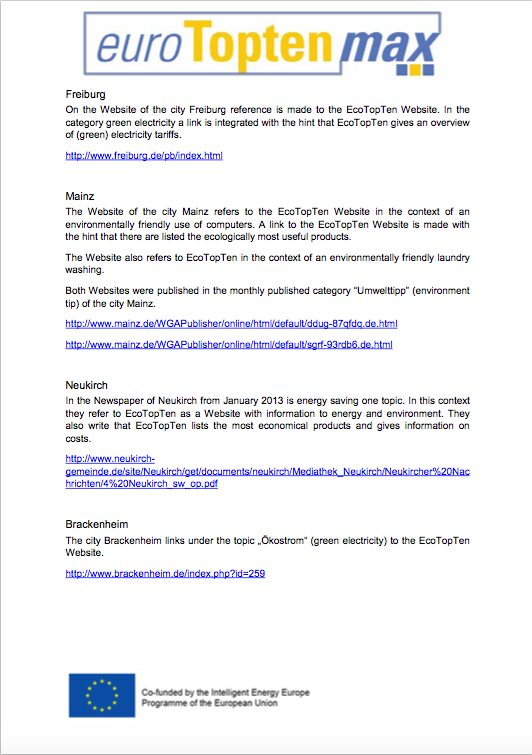 euroTopten max
Freiburg
On the Website of the city Freiburg reference is made to the EcoTopTen Website. In the
category green electricity a link is integrated with the hint that EcoTopTen gives an overview
of (green) electricity tariffs.
http://www.freiburg.de/pb/index.html
Mainz
The Website of the city Mainz refers to the EcoTopTen Website in the context of an
environmentally friendly use of computers. A link to the EcoTopTen Website is made with
the hint that there are listed the ecologically most useful products.
The Website also refers to EcoTopTen in the context of an environmentally friendly laundry
washing.
Both Websites were published in the monthly published category “Umwelttipp” (environment
tip) of the city Mainz.
http://www.mainz.de/WGAPublisher/online/html/default/ddug-87qfdq.de.html
http://www.mainz.de/WGAPublisher/online/html/default/sgrf-93rdb6.de.html
Neukirch
In the Newspaper of Neukirch from January 2013 is energy saving one topic. In this context
they refer to EcoTopTen as a Website with information to energy and environment. They
also write that EcoTopTen lists the most economical products and gives information on
costs.
http://www.neukirch-
gemeinde.de/site/Neukirch/get/documents/neukirch/Mediathek_Neukirch/Neukircher%20Nac
hrichten/4%20Neukirch_sw_op.pdf
Brackenheim
The city Brackenheim links under the topic „Ökostrom“ (green electricity) to the EcoTopTen
Website.
http://www.brackenheim.de/index.php?id=259
Co-funded by the Intelligent Energy Europe
Programme of the European Union